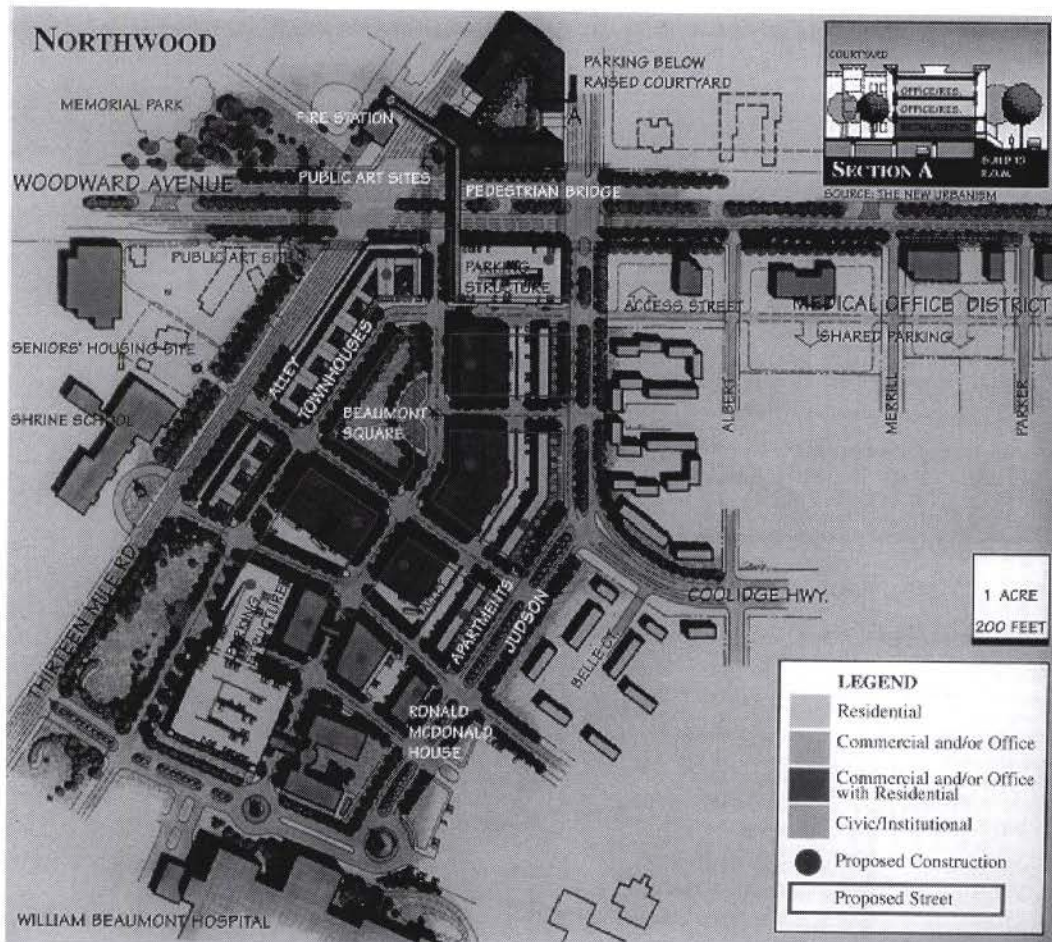 NORTHWOOD
MEMORIAL PARK
FIRE STATION
PUBLIC ART SITES
WOODWARD AVENUE
PARKING BELOW
RAISED COURTYARD
A
PEDESTRIAN BRIDGE
COURTYARD
OFFICE/RES.
OFFICE/RES.
SECTION A
R.O.W.
SOURCE: THE NEW URBANISM
PUBLIC ART SITE
PARKING
STRUCTURE
ACCESS STREET
MEDICAL OFFICE DISTRICT
SHARED PARKING
SENIORS' HOUSING SITE
ALLEY
TOWNHOUSES
BEAUMONT
SQUARE
SHRINE SCHOOL
ALBERT
MERRILL
PARKER
THIRTEEN MILE RD
PARKING
STRUCTURE
APARTMENTS
JUDSON
BELLE CT.
COOLIDGE HWY.
1 ACRE
200 FEET
RONALD
MCDONALD
HOUSE
WILLIAM BEAUMONT HOSPITAL
LEGEND
Residential
Commercial and/or Office
Commercial and/or Office
with Residential
Civic/Institutional
Proposed Construction
Proposed Street